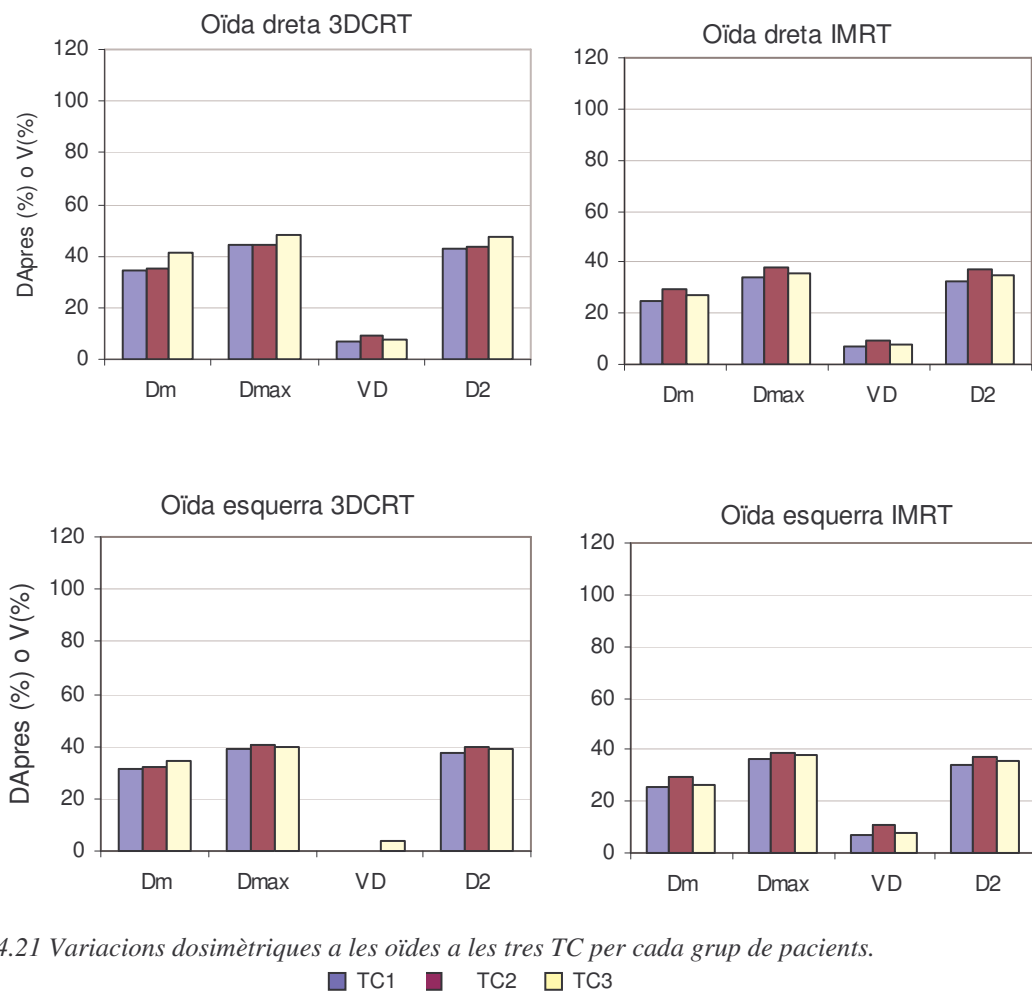 Oïda dreta 3DCRT
120
100
80
60
40
20
0
DApres (%) o V(%)
Dm Dmax VD D2
Oïda dreta IMRT
120
100
80
60
40
20
0
Dm Dmax VD D2
Oïda esquerra 3DCRT
120
100
80
60
40
20
0
DApres (%) o V(%)
Dm Dmax VD D2
Oïda esquerra IMRT
120
100
80
60
40
20
0
Dm Dmax VD D2
4.21 Variacions dosimètriques a les oïdes a les tres TC per cada grup de pacients.
TC1 TC2 TC3